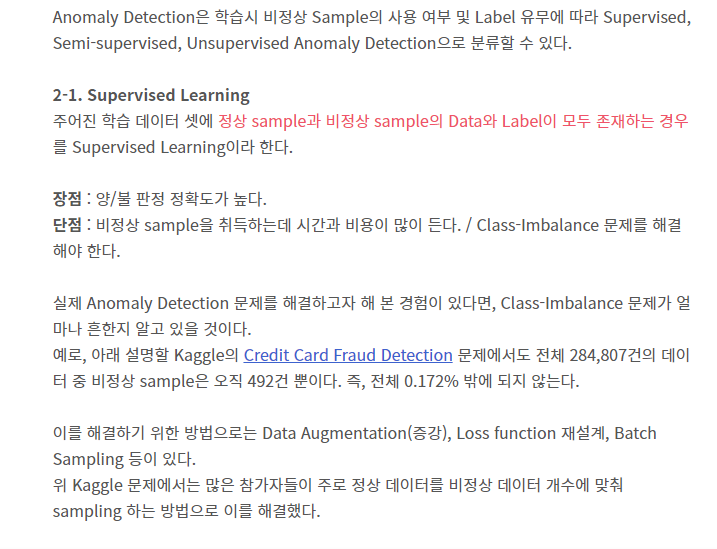 Anomaly Detection은 학습시 비정상 Sample의 사용 여부 및 Label 유무에 따라 Supervised,
Semi-supervised, Unsupervised Anomaly Detection으로 분류할 수 있다.
2-1. Supervised Learning
주어진 학습 데이터 셋에 정상 sample과 비정상 sample의 Data와 Label이 모두 존재하는 경우
를 Supervised Learning이라 한다.
장점 : 양/불 판정 정확도가 높다.
단점 : 비정상 sample을 취득하는데 시간과 비용이 많이 든다. / Class-Imbalance 문제를 해결
해야 한다.
실제 Anomaly Detection 문제를 해결하고자 해 본 경험이 있다면, Class-Imbalance 문제가 얼
마나 흔한지 알고 있을 것이다.
예로, 아래 설명할 Kaggle의 Credit Card Fraud Detection 문제에서도 전체 284,807건의 데이
터 중 비정상 sample은 오직 492건 뿐이다. 즉, 전체 0.172% 밖에 되지 않는다.
이를 해결하기 위한 방법으로는 Data Augmentation(증강), Loss function 재설계, Batch
Sampling 등이 있다.
위 Kaggle 문제에서는 많은 참가자들이 주로 정상 데이터를 비정상 데이터 개수에 맞춰
sampling 하는 방법으로 이를 해결했다.